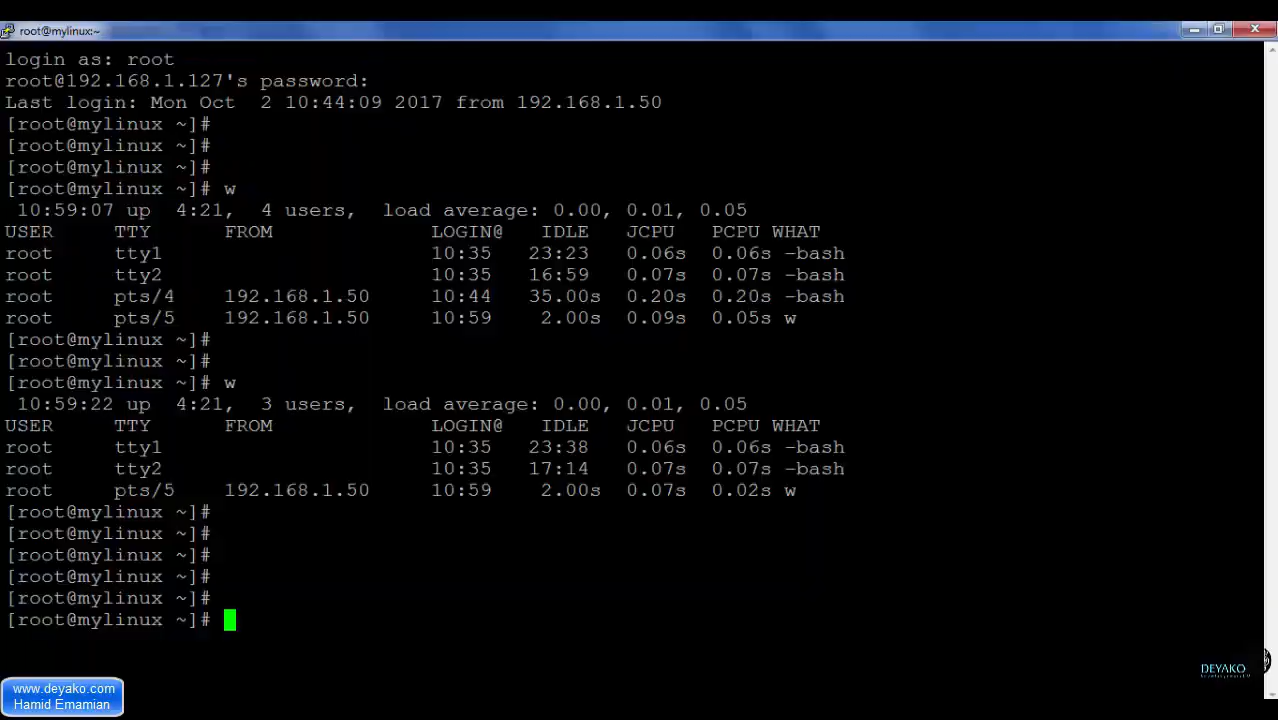 root@mylinux:~
login as: root
root@192.168.1.127's password:
Last login: Mon Oct  2 10:44:09 2017 from 192.168.1.50
[root@mylinux ~]#
[root@mylinux ~]#
[root@mylinux ~]#
[root@mylinux ~]# w
 10:59:07 up  4:21,  4 users,  load average: 0.00, 0.01, 0.05
USER     TTY      FROM             LOGIN@   IDLE   JCPU   PCPU WHAT
root     tty1                      10:35   23:23   0.06s  0.06s -bash
root     tty2                      10:35   16:59   0.07s  0.07s -bash
root     pts/4    192.168.1.50     10:44   35.00s  0.20s  0.20s -bash
root     pts/5    192.168.1.50     10:59    2.00s  0.09s  0.05s w
[root@mylinux ~]#
[root@mylinux ~]#
[root@mylinux ~]# w
 10:59:22 up  4:21,  3 users,  load average: 0.00, 0.01, 0.05
USER     TTY      FROM             LOGIN@   IDLE   JCPU   PCPU WHAT
root     tty1                      10:35   23:38   0.06s  0.06s -bash
root     tty2                      10:35   17:14   0.07s  0.07s -bash
root     pts/5    192.168.1.50     10:59    2.00s  0.07s  0.02s w
[root@mylinux ~]#
[root@mylinux ~]#
[root@mylinux ~]#
[root@mylinux ~]#
[root@mylinux ~]#
[root@mylinux ~]#
DEYAKO
www.deyako.com
Hamid Emamian